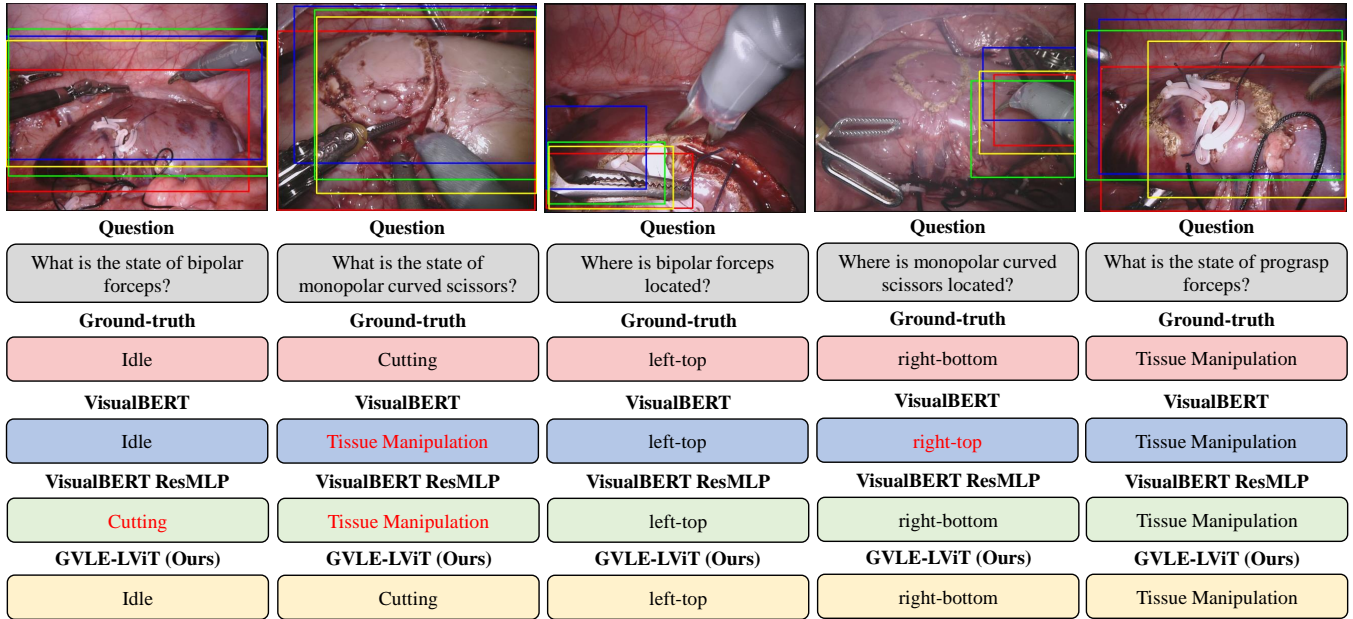 Question
What is the state of bipolar
forceps?
Ground-truth
Idle
VisualBERT
Idle
VisualBERT ResMLP
Cutting
GVLE-LViT (Ours)
Idle
Question
What is the state of
monopolar curved scissors?
Ground-truth
Cutting
VisualBERT
Tissue Manipulation
VisualBERT ResMLP
Tissue Manipulation
GVLE-LViT (Ours)
Cutting
Question
Where is bipolar forceps
located?
Ground-truth
left-top
VisualBERT
left-top
VisualBERT ResMLP
left-top
GVLE-LViT (Ours)
left-top
Question
Where is monopolar curved
scissors located?
Ground-truth
right-bottom
VisualBERT
right-top
VisualBERT ResMLP
right-bottom
GVLE-LViT (Ours)
right-bottom
Question
What is the state of prograsp
forceps?
Ground-truth
Tissue Manipulation
VisualBERT
Tissue Manipulation
VisualBERT ResMLP
Tissue Manipulation
GVLE-LViT (Ours)
Tissue Manipulation